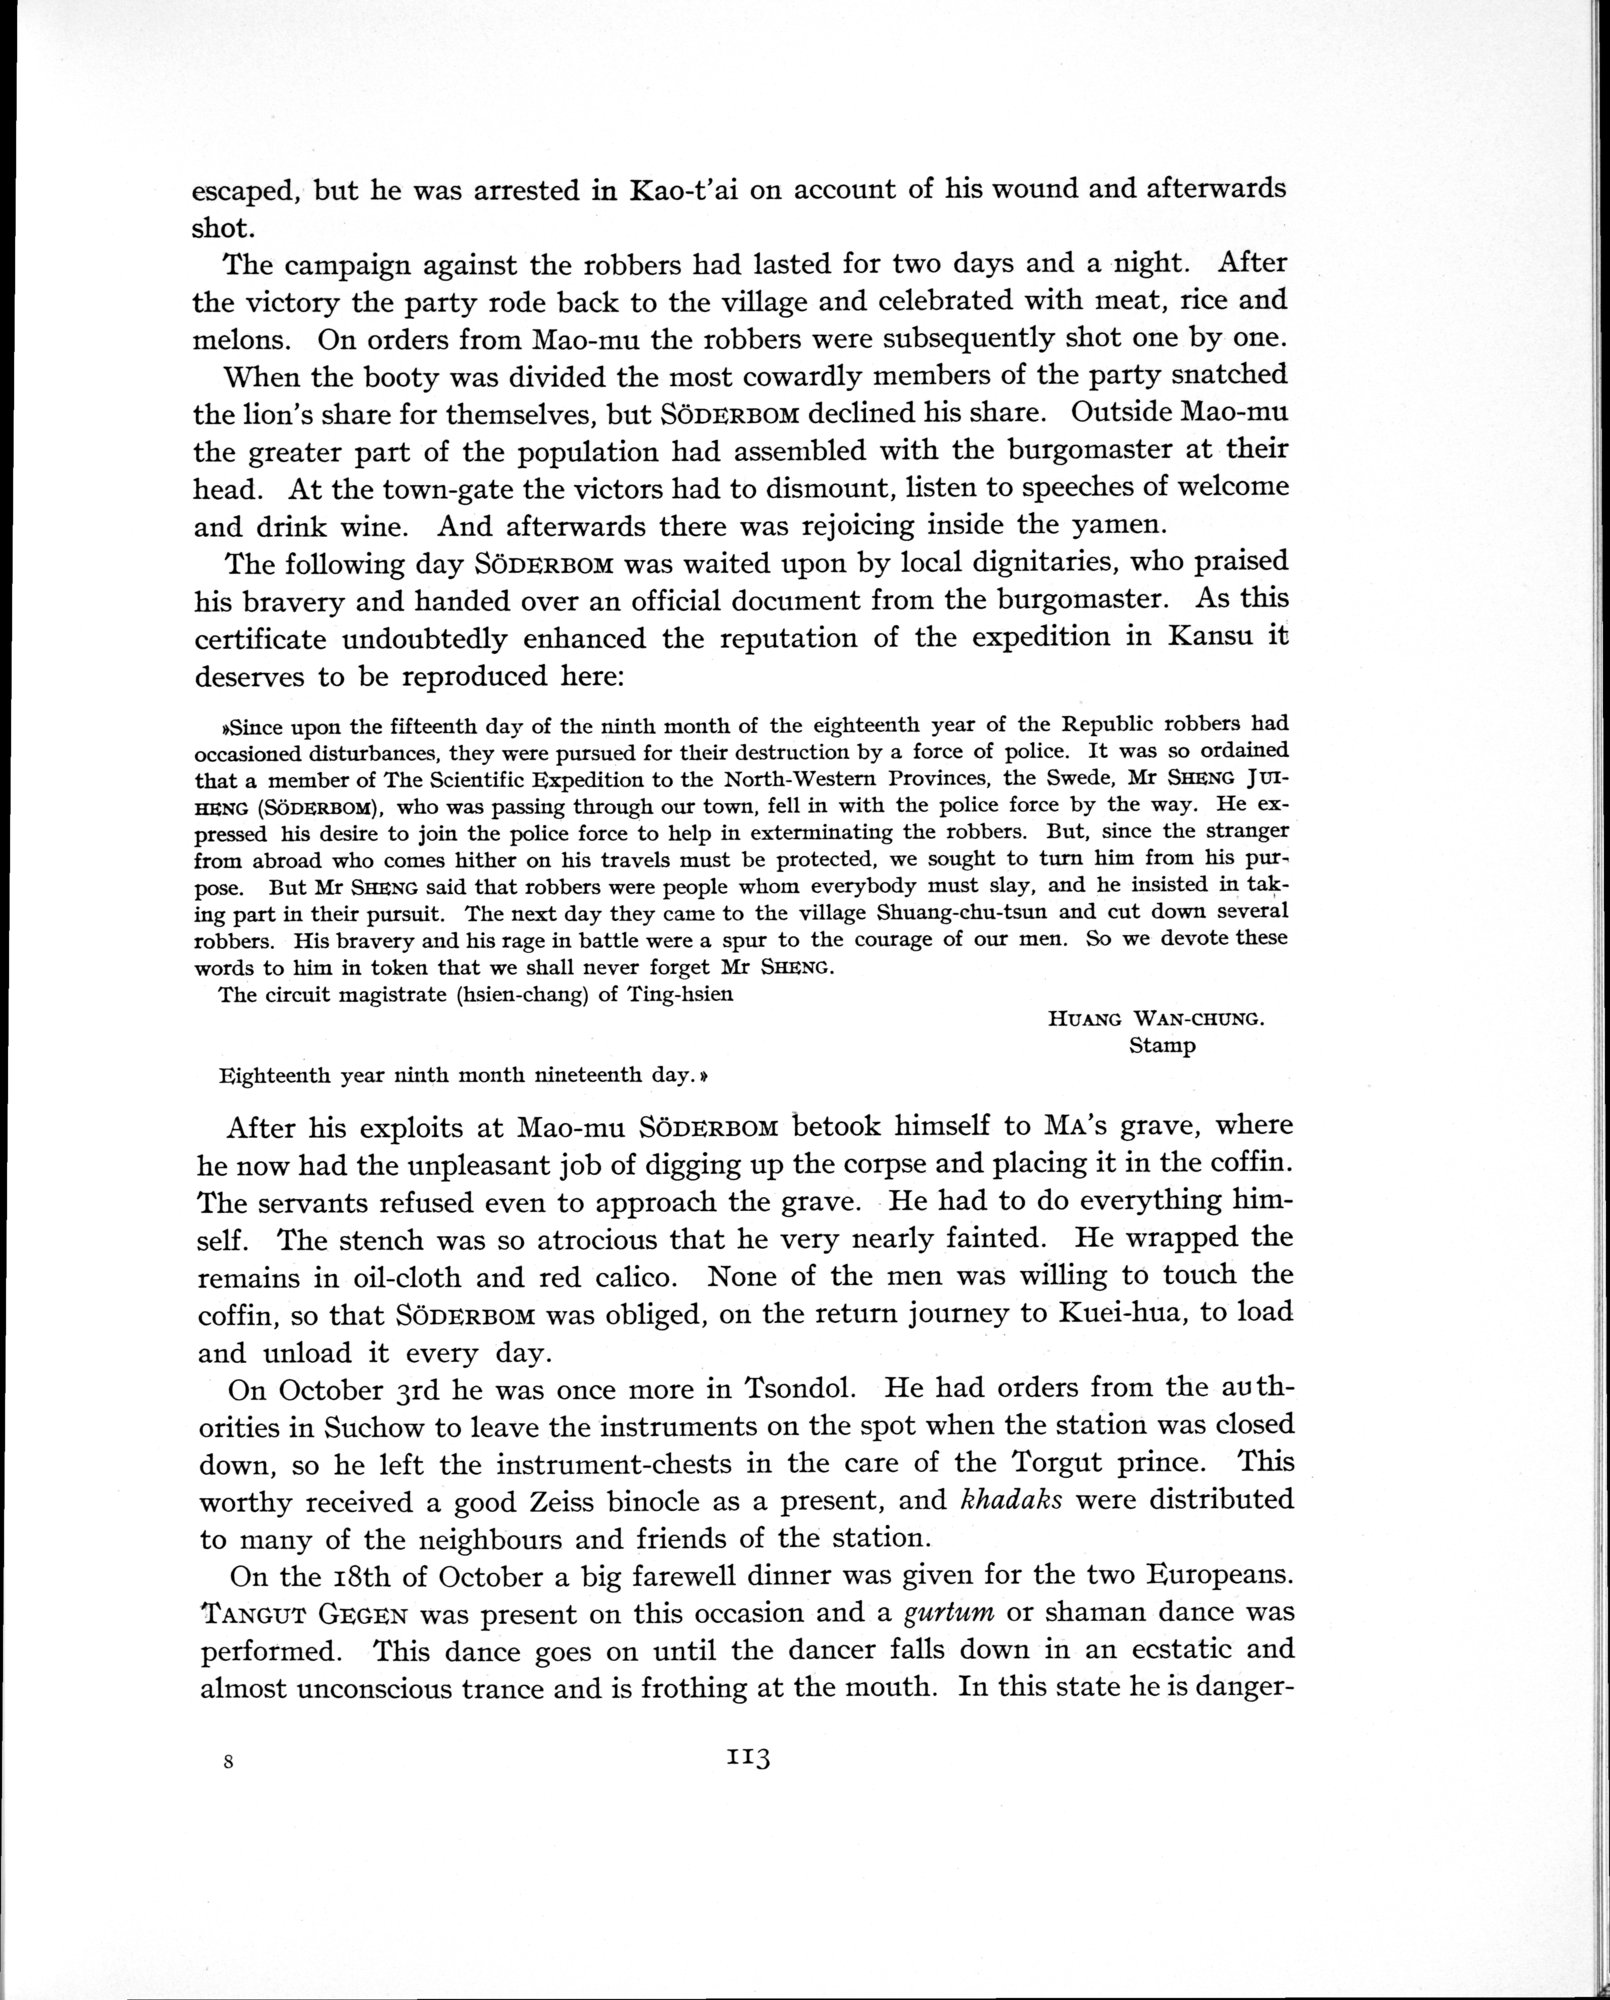 escaped, but he was arrested in Kao-t'ai on account of his wound and afterwards
shot.
The campaign against the robbers had lasted for two days and a night. After
the victory the party rode back to the village and celebrated with meat, rice and
melons. On orders from Mao-mu the robbers were subsequently shot one by one.
When the booty was divided the most cowardly members of the party snatched
the lion's share for themselves, but SÖDERBOM declined his share. Outside Mao-mu
the greater part of the population had assembled with the burgomaster at their
head. At the town-gate the victors had to dismount, listen to speeches of welcome
and drink wine. And afterwards there was rejoicing inside the yamen.
The following day SÖDERBOM was waited upon by local dignitaries, who praised
his bravery and handed over an official document from the burgomaster. As this
certificate undoubtedly enhanced the reputation of the expedition in Kansu it
deserves to be reproduced here:
»Since upon the fifteenth day of the ninth month of the eighteenth year of the Republic robbers had
occasioned disturbances, they were pursued for their destruction by a force of police. It was so ordained
that a member of The Scientific Expedition to the North-Western Provinces, the Swede, Mr SHENG JUI-
HENG (SÖDERBOM), who was passing through our town, fell in with the police force by the way. He ex-
pressed his desire to join the police force to help in exterminating the robbers. But, since the stranger
from abroad who comes hither on his travels must be protected, we sought to turn him from his pur-
pose. But Mr SHENG said that robbers were people whom everybody must slay, and he insisted in tak-
ing part in their pursuit. The next day they came to the village Shuang-chu-tsun and cut down several
robbers. His bravery and his rage in battle were a spur to the courage of our men. So we devote these
words to him in token that we shall never forget Mr SHENG.
The circuit magistrate (hsien-chang) of Ting-hsien
HUANG WAN-CHUNG.
Stamp
Eighteenth year ninth month nineteenth day.»
After his exploits at Mao-mu SÖDERBOM betook himself to MA's grave, where
he now had the unpleasant job of digging up the corpse and placing it in the coffin.
The servants refused even to approach the grave. He had to do everything him-
self. The stench was so atrocious that he very nearly fainted. He wrapped the
remains in oil-cloth and red calico. None of the men was willing to touch the
coffin, so that SÖDERBOM was obliged, on the return journey to Kuei-hua, to load
and unload it every day.
On October 3rd he was once more in Tsondol. He had orders from the auth-
orities in Suchow to leave the instruments on the spot when the station was closed
down, so he left the instrument-chests in the care of the Torgut prince. This
worthy received a good Zeiss binocle as a present, and khadaks were distributed
to many of the neighbours and friends of the station.
On the 18th of October a big farewell dinner was given for the two Europeans.
TANGUT GEGEN was present on this occasion and a gurtum or shaman dance was
performed. This dance goes on until the dancer falls down in an ecstatic and
almost unconscious trance and is frothing at the mouth. In this state he is danger-
8
113